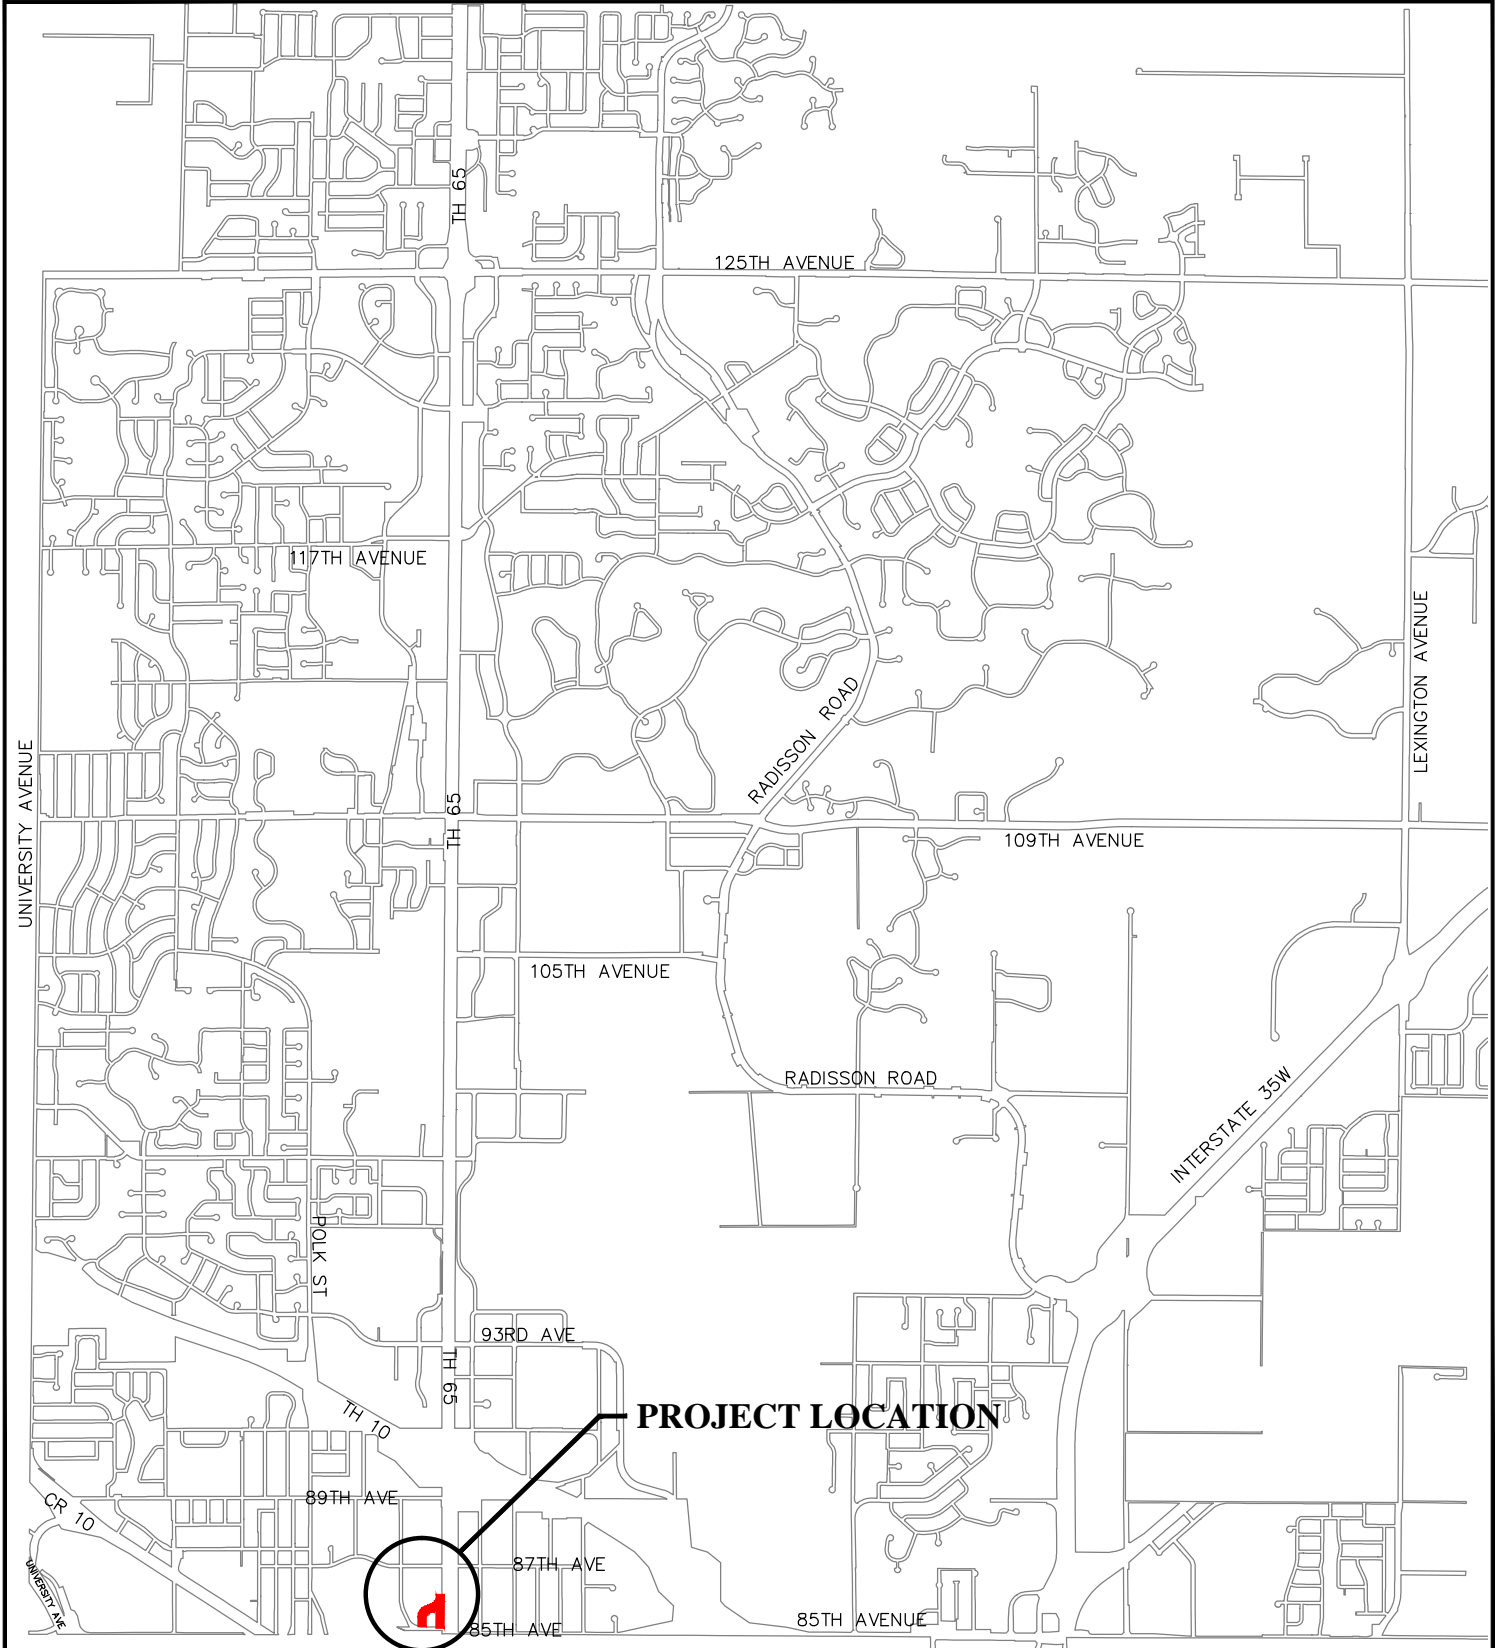 TH 65
125TH AVENUE
117TH AVENUE
LEXINGTON AVENUE
RADISSON ROAD
UNIVERSITY AVENUE
TH 65
109TH AVENUE
105TH AVENUE
RADISSON ROAD
INTERSTATE 35W
POLK ST
93RD AVE
TH 65
TH 10
PROJECT LOCATION
89TH AVE
CR 10
87TH AVE
UNIVERSITY AVE
85TH AVE
85TH AVENUE